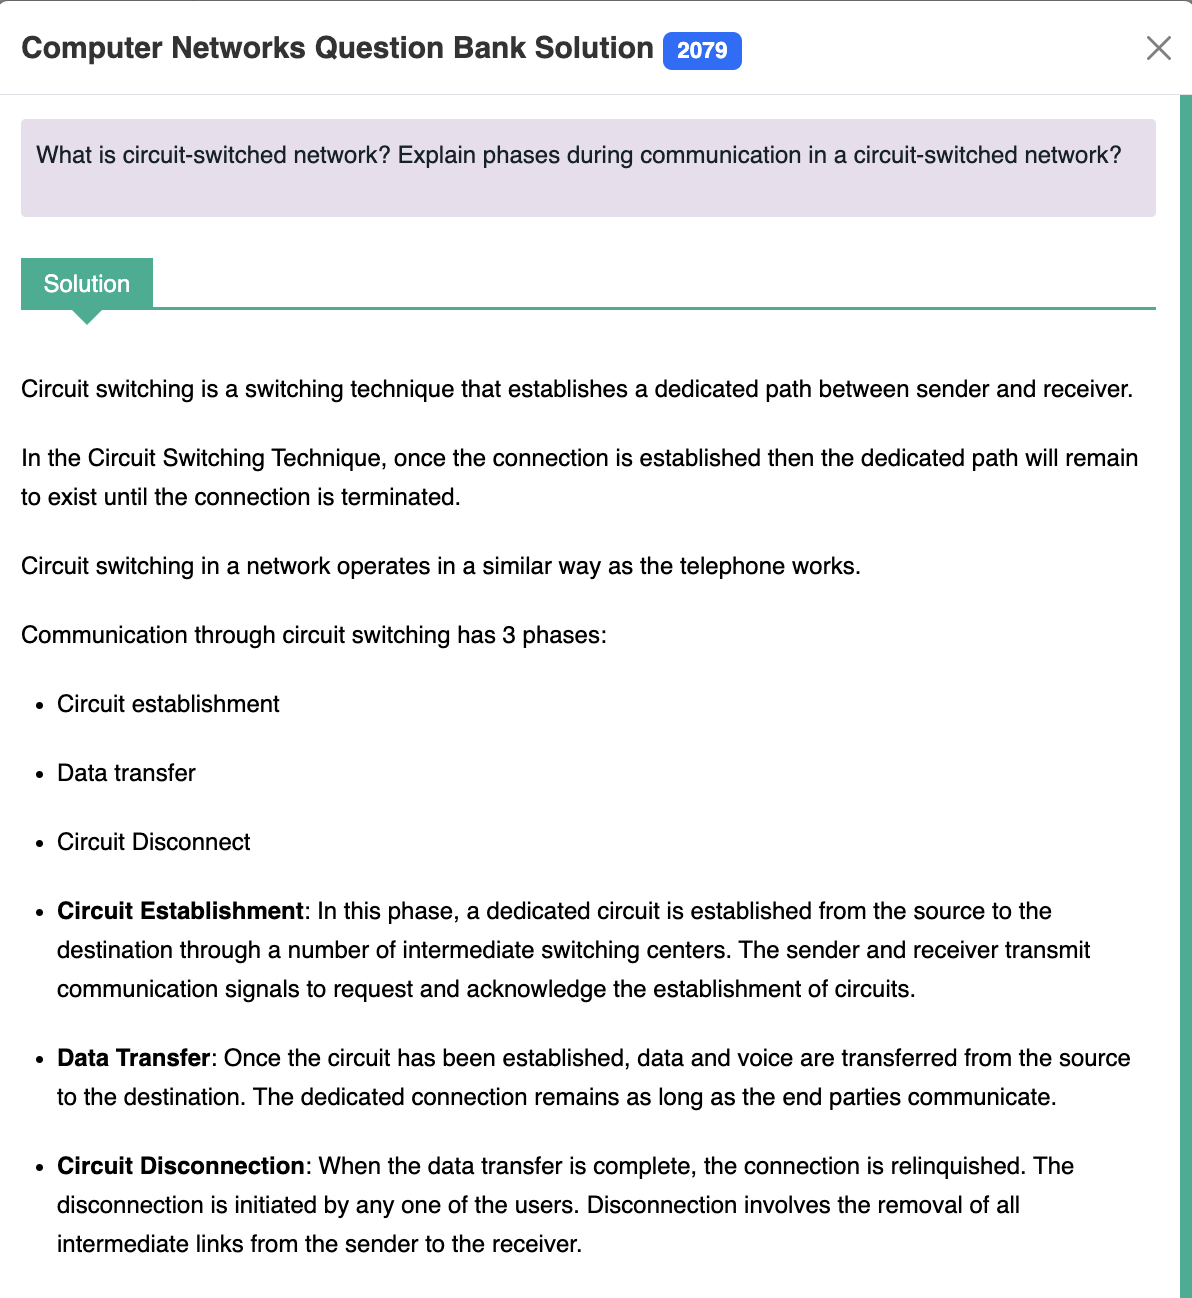 Computer Networks Question Bank Solution 2079
What is circuit-switched network? Explain phases during communication in a circuit-switched network?
Solution
Circuit switching is a switching technique that establishes a dedicated path between sender and receiver.
In the Circuit Switching Technique, once the connection is established then the dedicated path will remain
to exist until the connection is terminated.
Circuit switching in a network operates in a similar way as the telephone works.
Communication through circuit switching has 3 phases:
• Circuit establishment
• Data transfer
• Circuit Disconnect
• Circuit Establishment: In this phase, a dedicated circuit is established from the source to the
destination through a number of intermediate switching centers. The sender and receiver transmit
communication signals to request and acknowledge the establishment of circuits.
• Data Transfer: Once the circuit has been established, data and voice are transferred from the source
to the destination. The dedicated connection remains as long as the end parties communicate.
• Circuit Disconnection: When the data transfer is complete, the connection is relinquished. The
disconnection is initiated by any one of the users. Disconnection involves the removal of all
intermediate links from the sender to the receiver.